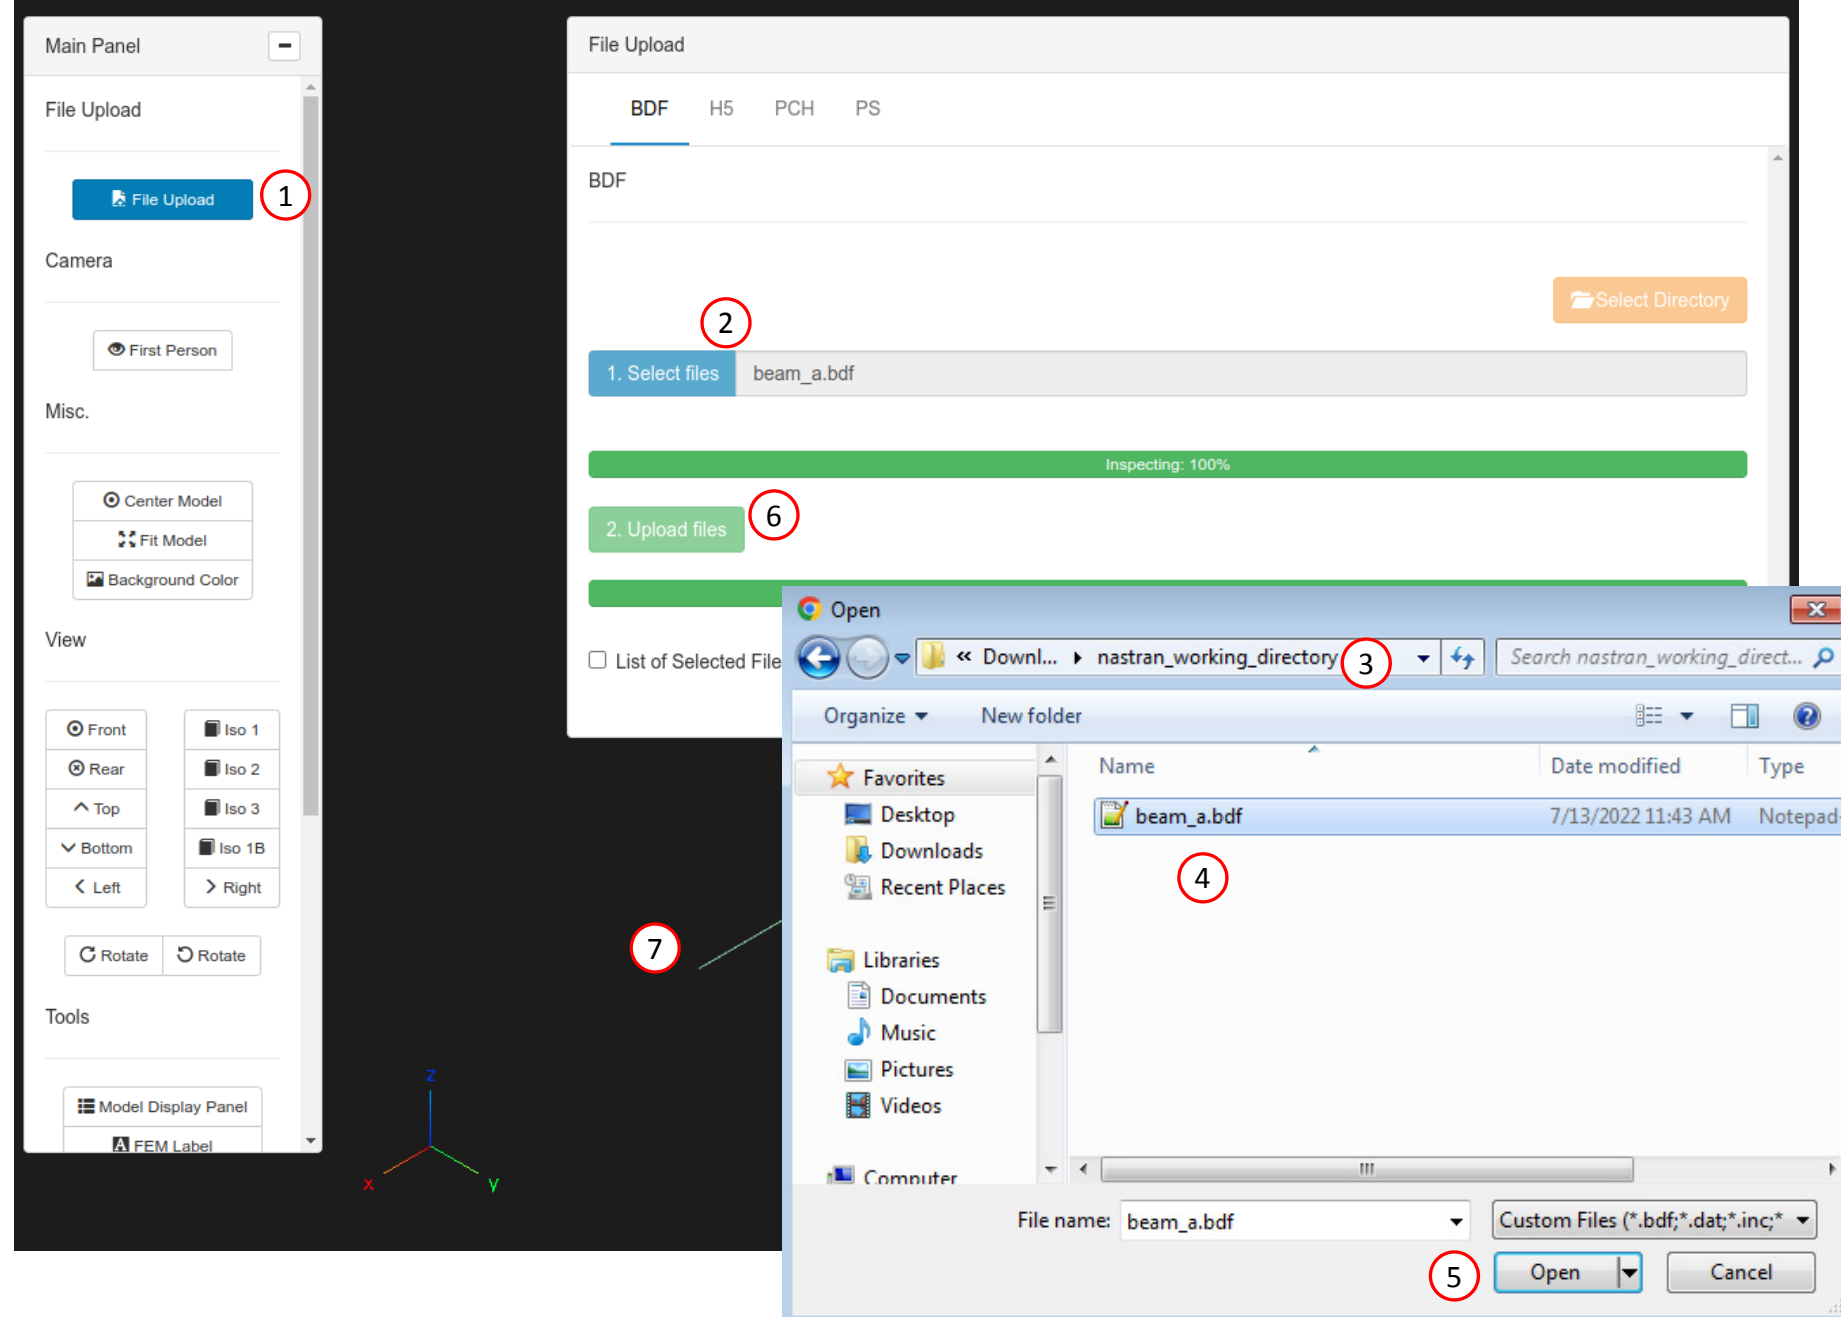 Main Panel
File Upload
File Upload
1
Camera
First Person
Misc.
Center Model
Fit Model
Background Color
View
Front
Iso 1
Rear
Iso 2
Top
Iso 3
Bottom
Iso 1B
Left
Right
Rotate
Rotate
Tools
Model Display Panel
FEM Label
File Upload
BDF H5 PCH PS
BDF
Select Directory
2
1. Select files beam_a.bdf
Inspecting: 100%
2. Upload files
6
List of Selected File
7
z
x
y
Open
« Downl... nastran_working_directory
3
Search nastran_working_direct...
Organize New folder
Name Date modified Type
Favorites
Desktop
Downloads
Recent Places
Libraries
Documents
Music
Pictures
Videos
Computer
beam_a.bdf 7/13/2022 11:43 AM Notepad
4
File name: beam_a.bdf Custom Files (*.bdf;*.dat;*.inc;*
5
Open Cancel